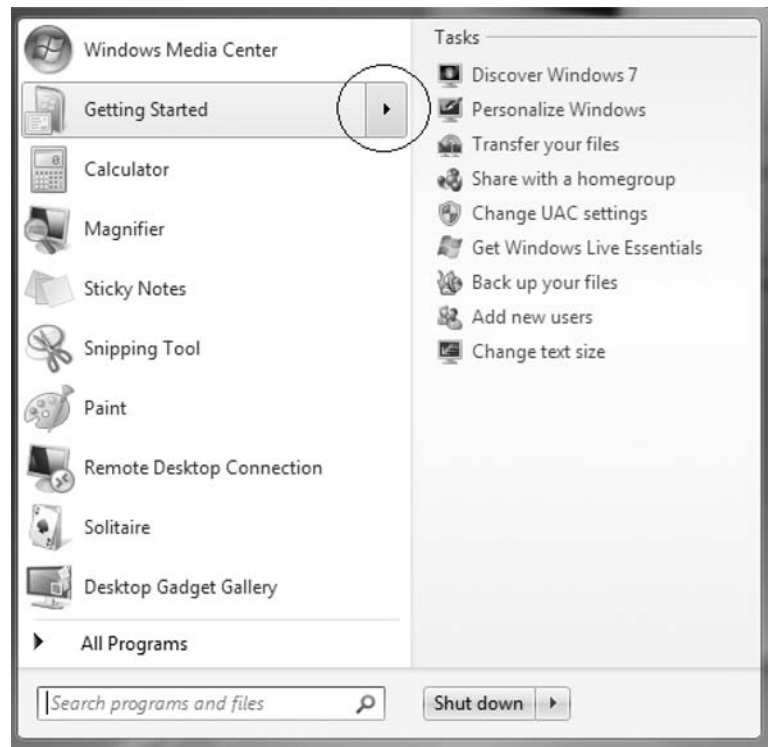 Windows Media Center
Getting Started
Calculator
Magnifier
Sticky Notes
Snipping Tool
Paint
Remote Desktop Connection
Solitaire
Desktop Gadget Gallery
All Programs
Search programs and files
Tasks
Discover Windows 7
Personalize Windows
Transfer your files
Share with a homegroup
Change UAC settings
Get Windows Live Essentials
Back up your files
Add new users
Change text size
Shut down